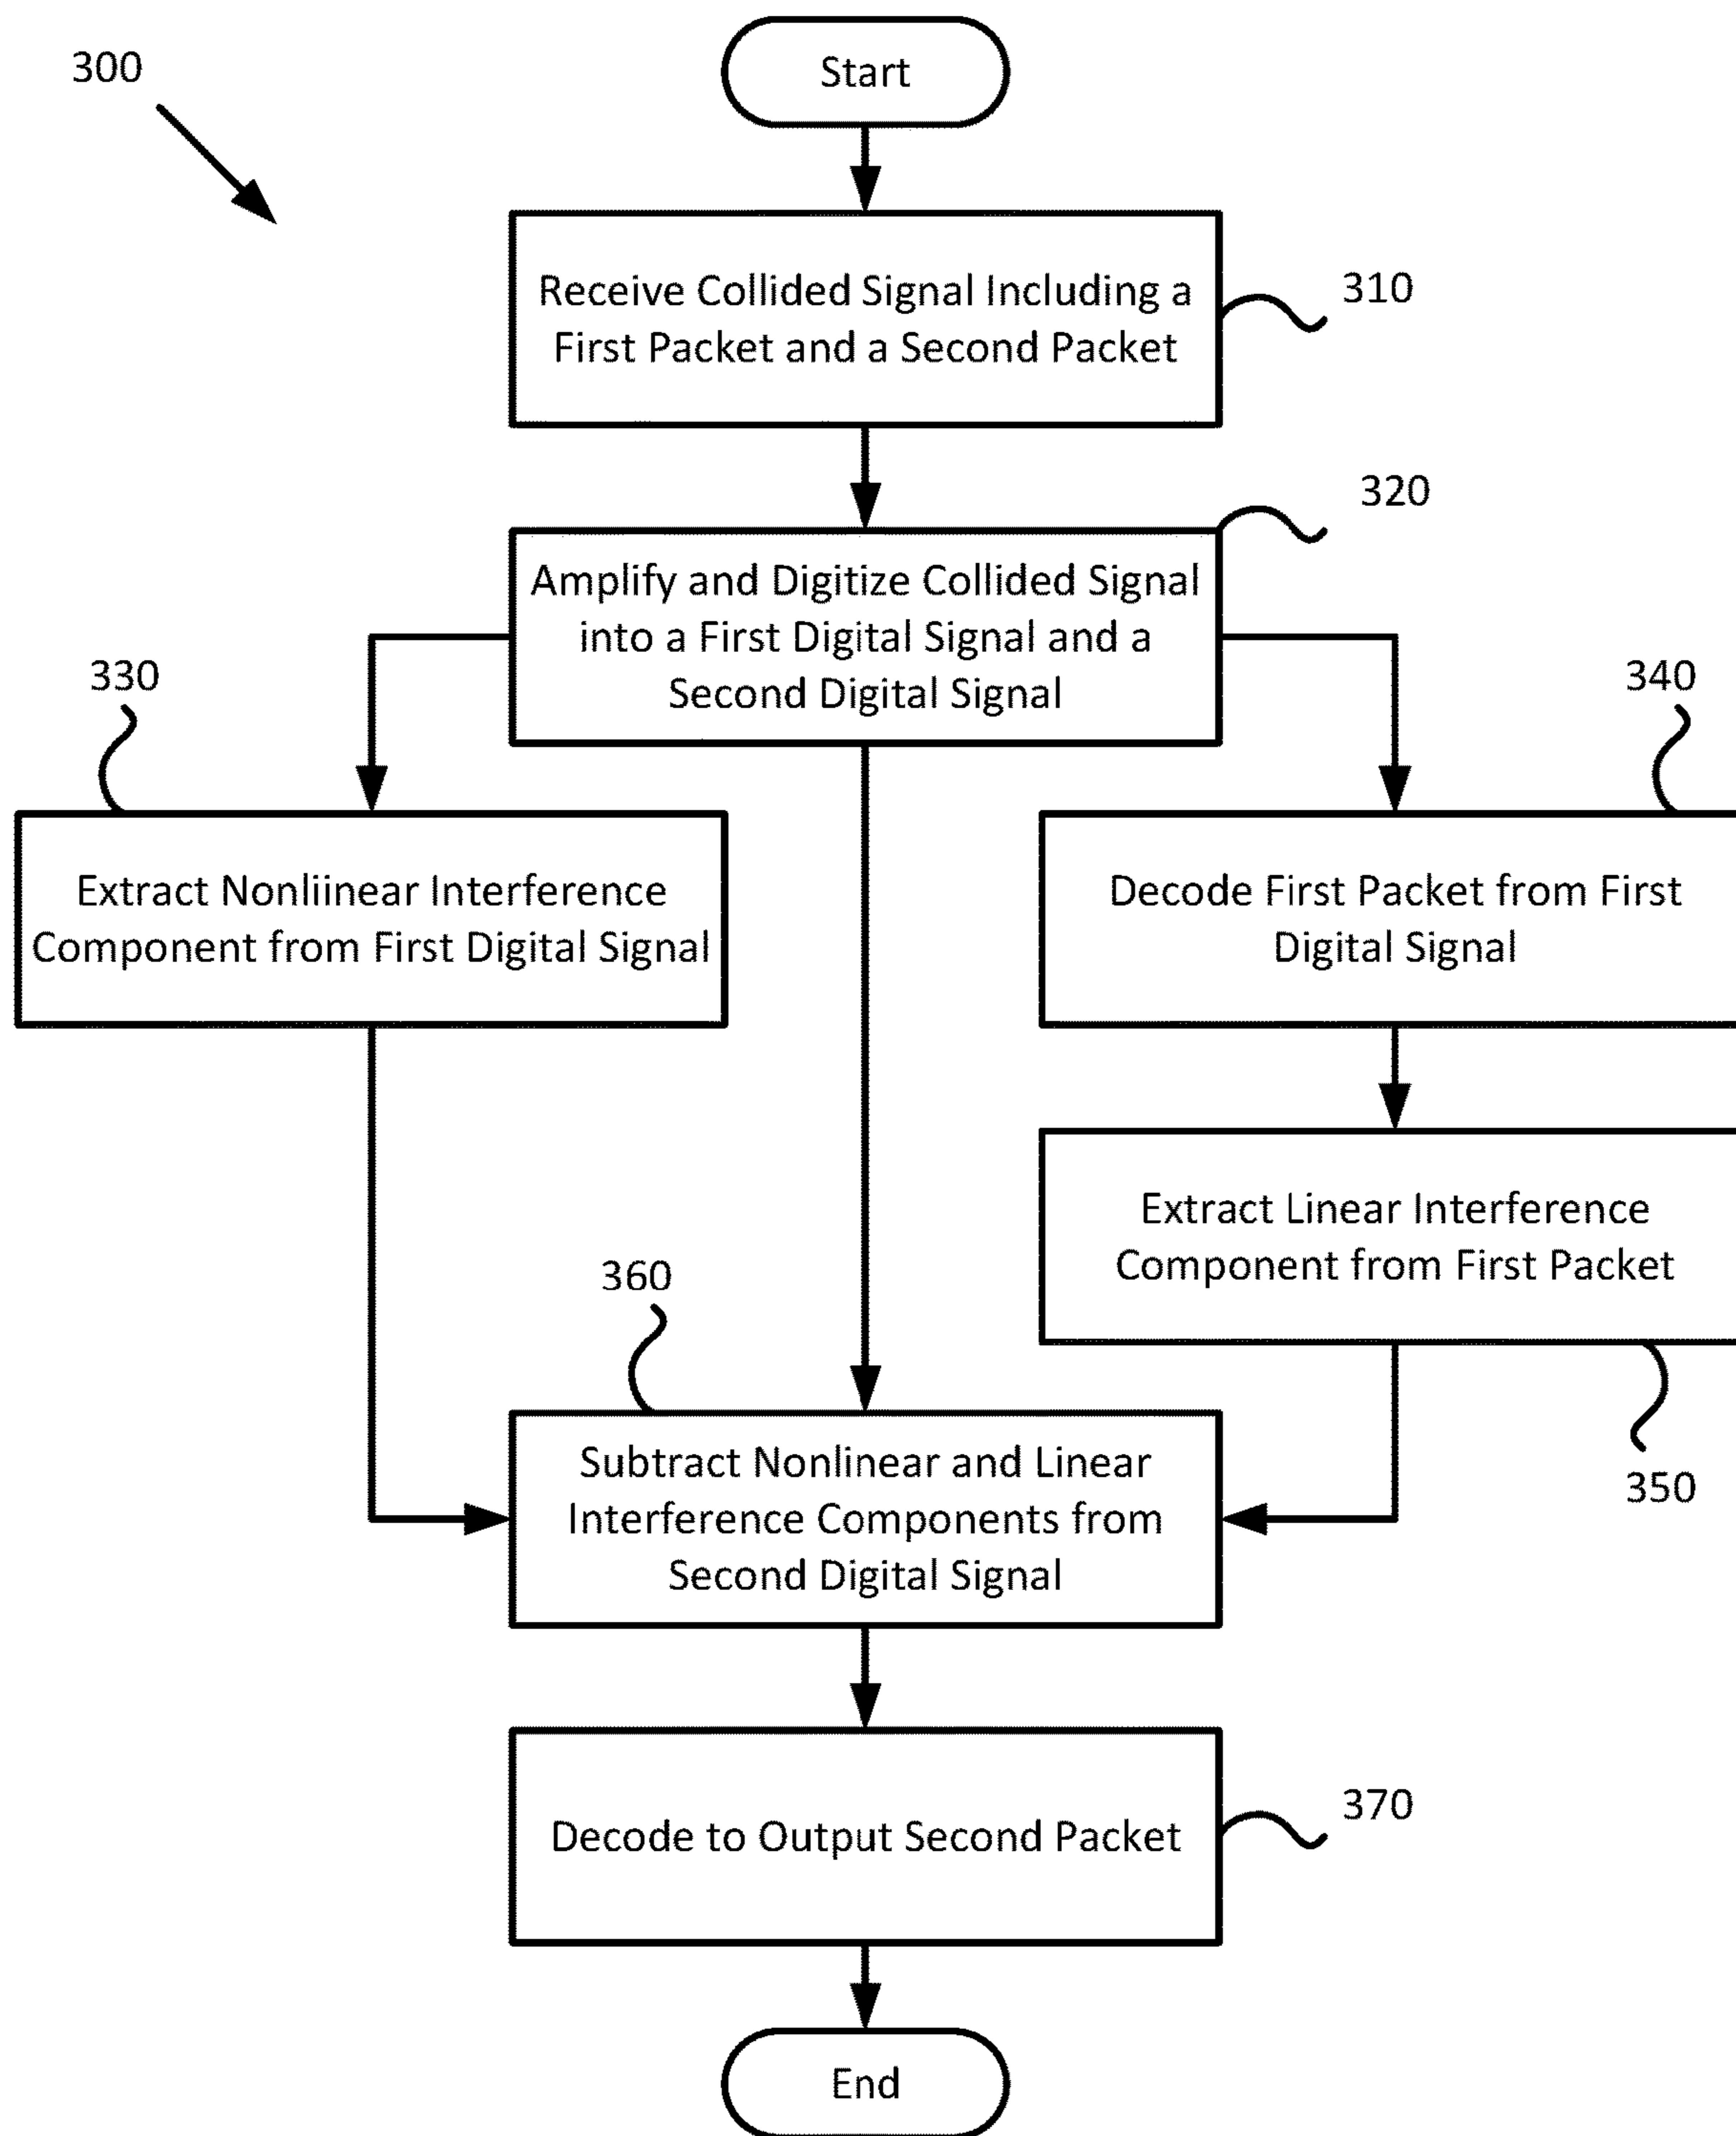 300
Start
Receive Collided Signal Including a
First Packet and a Second Packet
310
320
Amplify and Digitize Collided Signal
into a First Digital Signal and a
Second Digital Signal
330
340
Extract Nonliinear Interference
Component from First Digital Signal
Decode First Packet from First
Digital Signal
Extract Linear Interference
Component from First Packet
360
350
Subtract Nonlinear and Linear
Interference Components from
Second Digital Signal
370
Decode to Output Second Packet
End